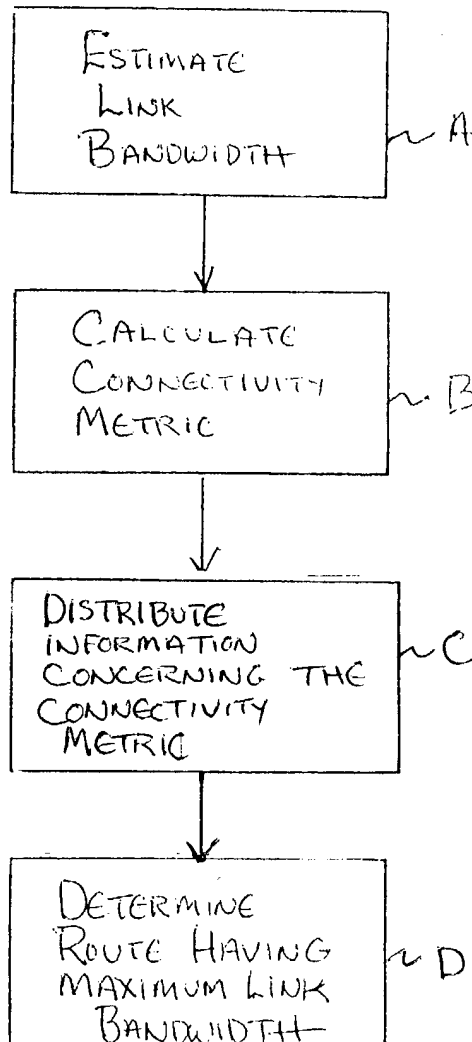 ESTIMATE
LINK
BANDWIDTH
A
CALCULATE
CONNECTIVITY
METRIC
B
DISTRIBUTE
INFORMATION
CONCERNING THE
CONNECTIVITY
METRIC
C
DETERMINE
ROUTE HAVING
MAXIMUM LINK
BANDWIDTH
D